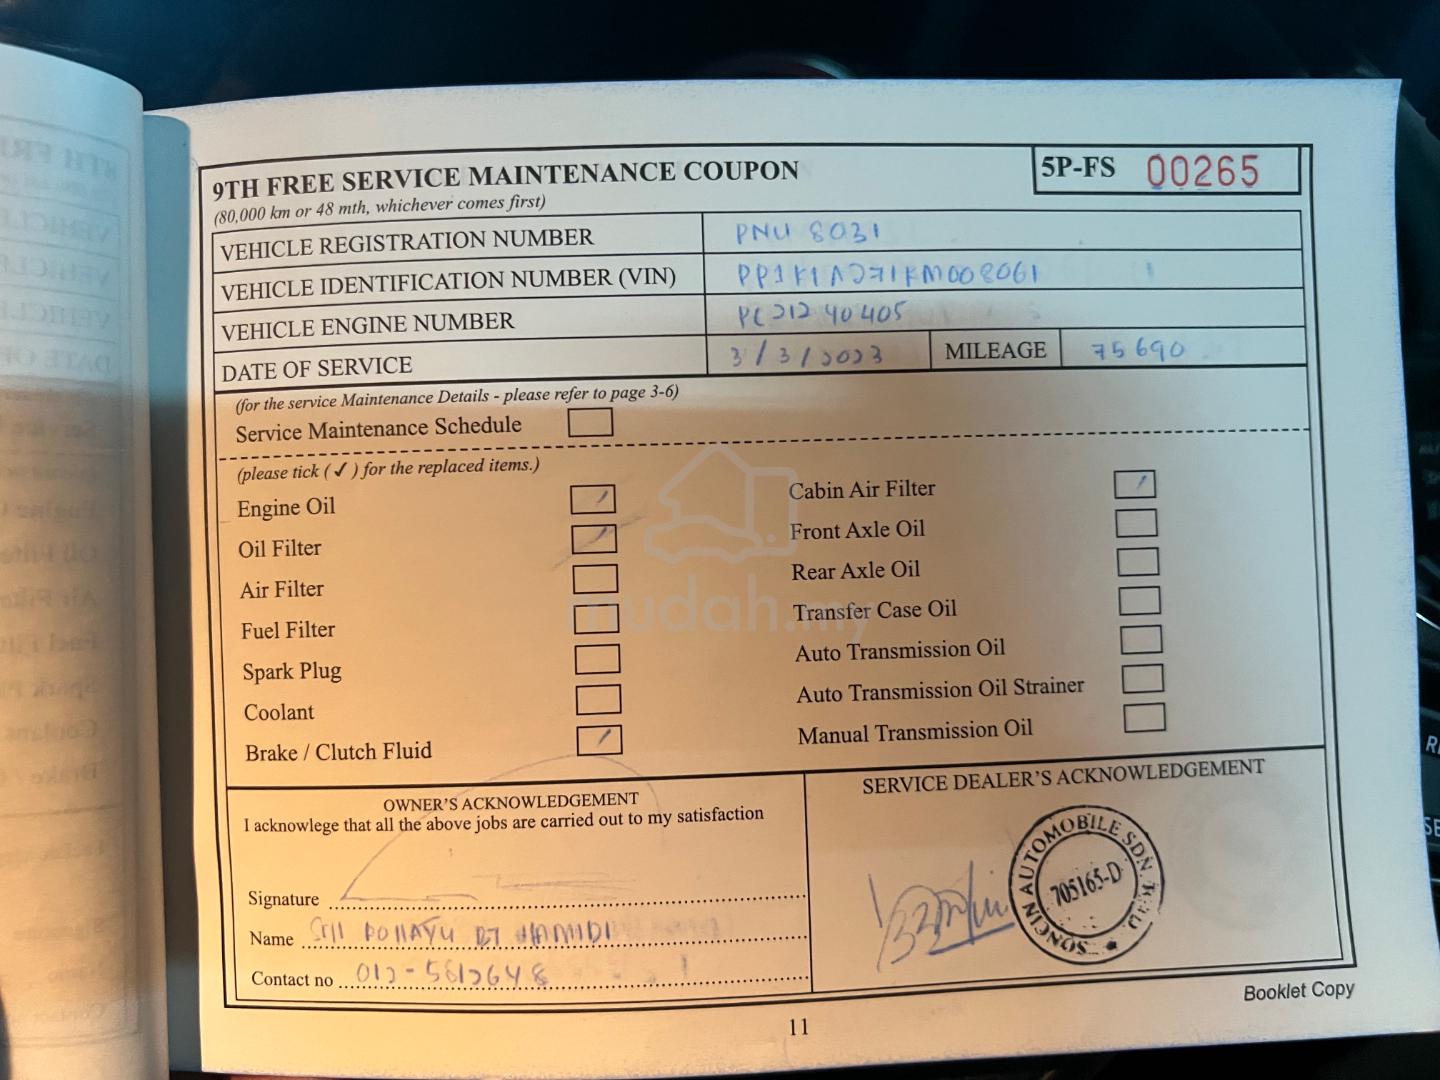 9TH FREE SERVICE MAINTENANCE COUPON
5P-FS 00265
(80,000 km or 48 mth, whichever comes first)
VEHICLE REGISTRATION NUMBER PNU 8031
VEHICLE IDENTIFICATION NUMBER (VIN)
VEHICLE ENGINE NUMBER
DATE OF SERVICE 3/3/2023 MILEAGE 75690
(for the service Maintenance Details - please refer to page 3-6)
Service Maintenance Schedule
(please tick (✓) for the replaced items.)
Engine Oil
Oil Filter
Air Filter
Fuel Filter
Spark Plug
Coolant
Brake / Clutch Fluid
Cabin Air Filter
Front Axle Oil
Rear Axle Oil
Transfer Case Oil
Auto Transmission Oil
Auto Transmission Oil Strainer
Manual Transmission Oil
mudah.my
OWNER'S ACKNOWLEDGEMENT
I acknowlege that all the above jobs are carried out to my satisfaction
Signature
Name BT HAMIDI
Contact no
SERVICE DEALER'S ACKNOWLEDGEMENT
AUTOMOBILE SDN. BHD.
705165-D
Booklet Copy
11